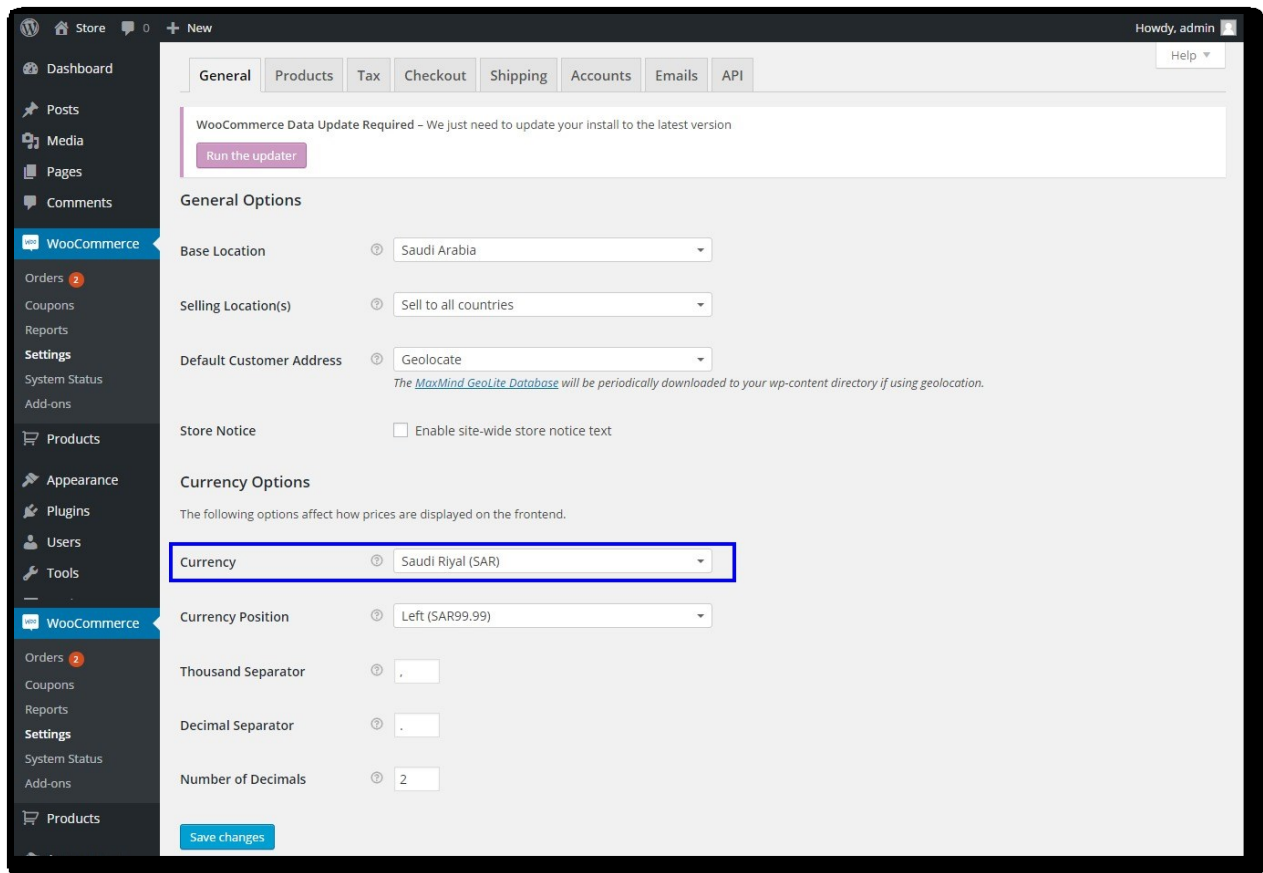 Store 0 + New Howdy, admin
Help
Dashboard
Posts
Media
Pages
Comments
WooCommerce
Orders 2
Coupons
Reports
Settings
System Status
Add-ons
Products
Appearance
Plugins
Users
Tools
WooCommerce
Orders 2
Coupons
Reports
Settings
System Status
Add-ons
Products
General Products Tax Checkout Shipping Accounts Emails API
WooCommerce Data Update Required – We just need to update your install to the latest version
Run the updater
General Options
Base Location Saudi Arabia
Selling Location(s) Sell to all countries
Default Customer Address Geolocate
The MaxMind GeoLite Database will be periodically downloaded to your wp-content directory if using geolocation.
Store Notice Enable site-wide store notice text
Currency Options
The following options affect how prices are displayed on the frontend.
Currency Saudi Riyal (SAR)
Currency Position Left (SAR99.99)
Thousand Separator ,
Decimal Separator .
Number of Decimals 2
Save changes